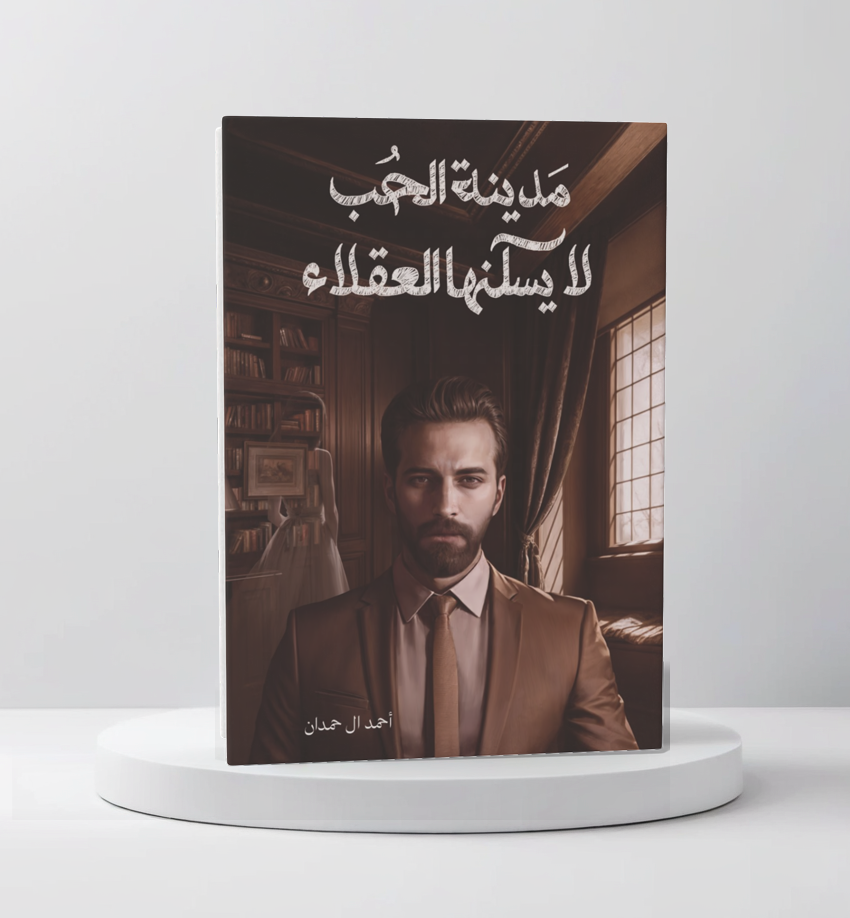 مَدينة الحُب
لا يسكنها العقلاء
أحمد ال حمدان